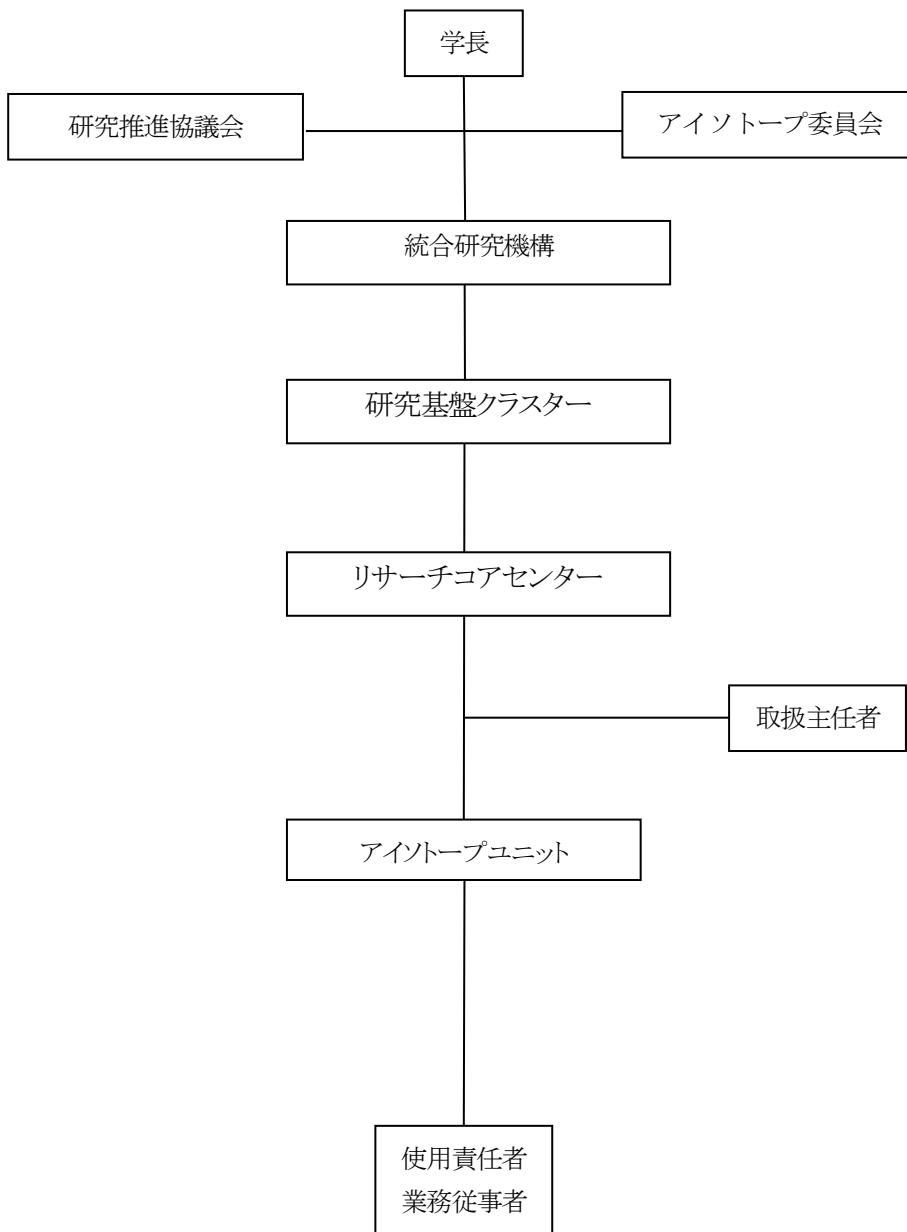 学長
研究推進協議会
アイソトープ委員会
統合研究機構
研究基盤クラスター
リサーチコアセンター
取扱主任者
アイソトープユニット
使用責任者
業務従事者